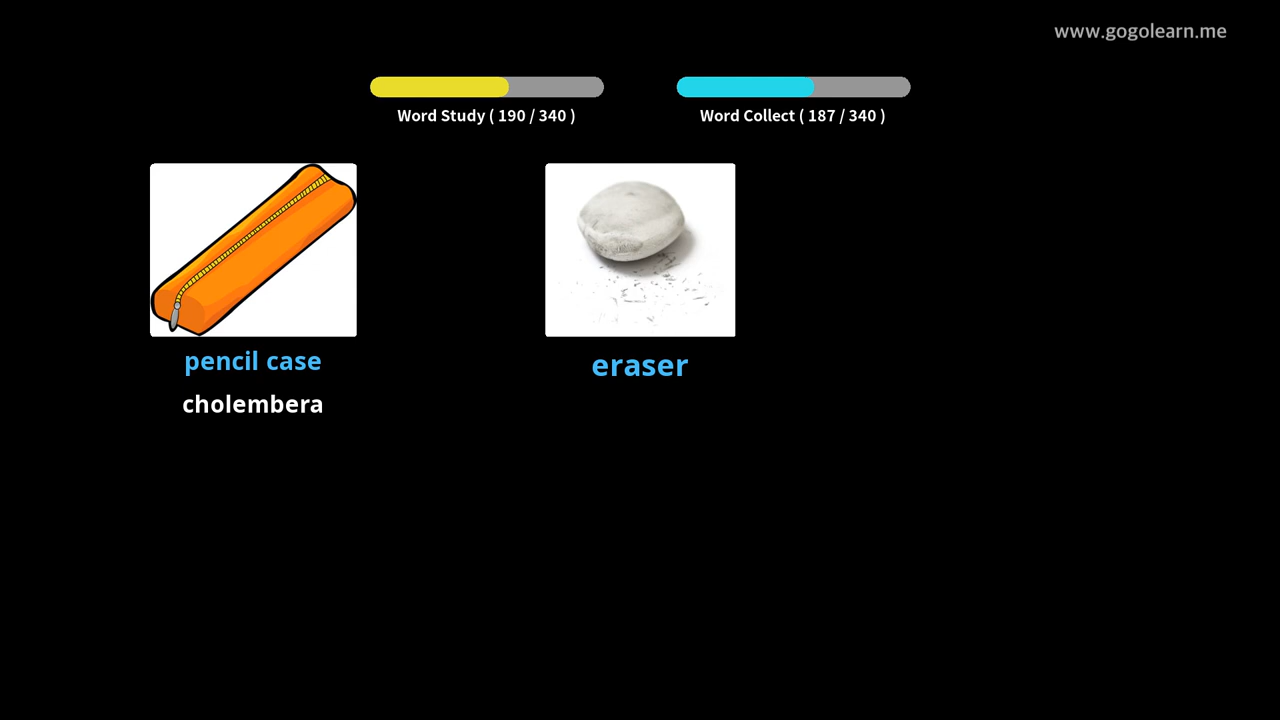 www.gogolearn.me
Word Study ( 190 / 340 )
Word Collect ( 187 / 340 )
pencil case
cholembera
eraser